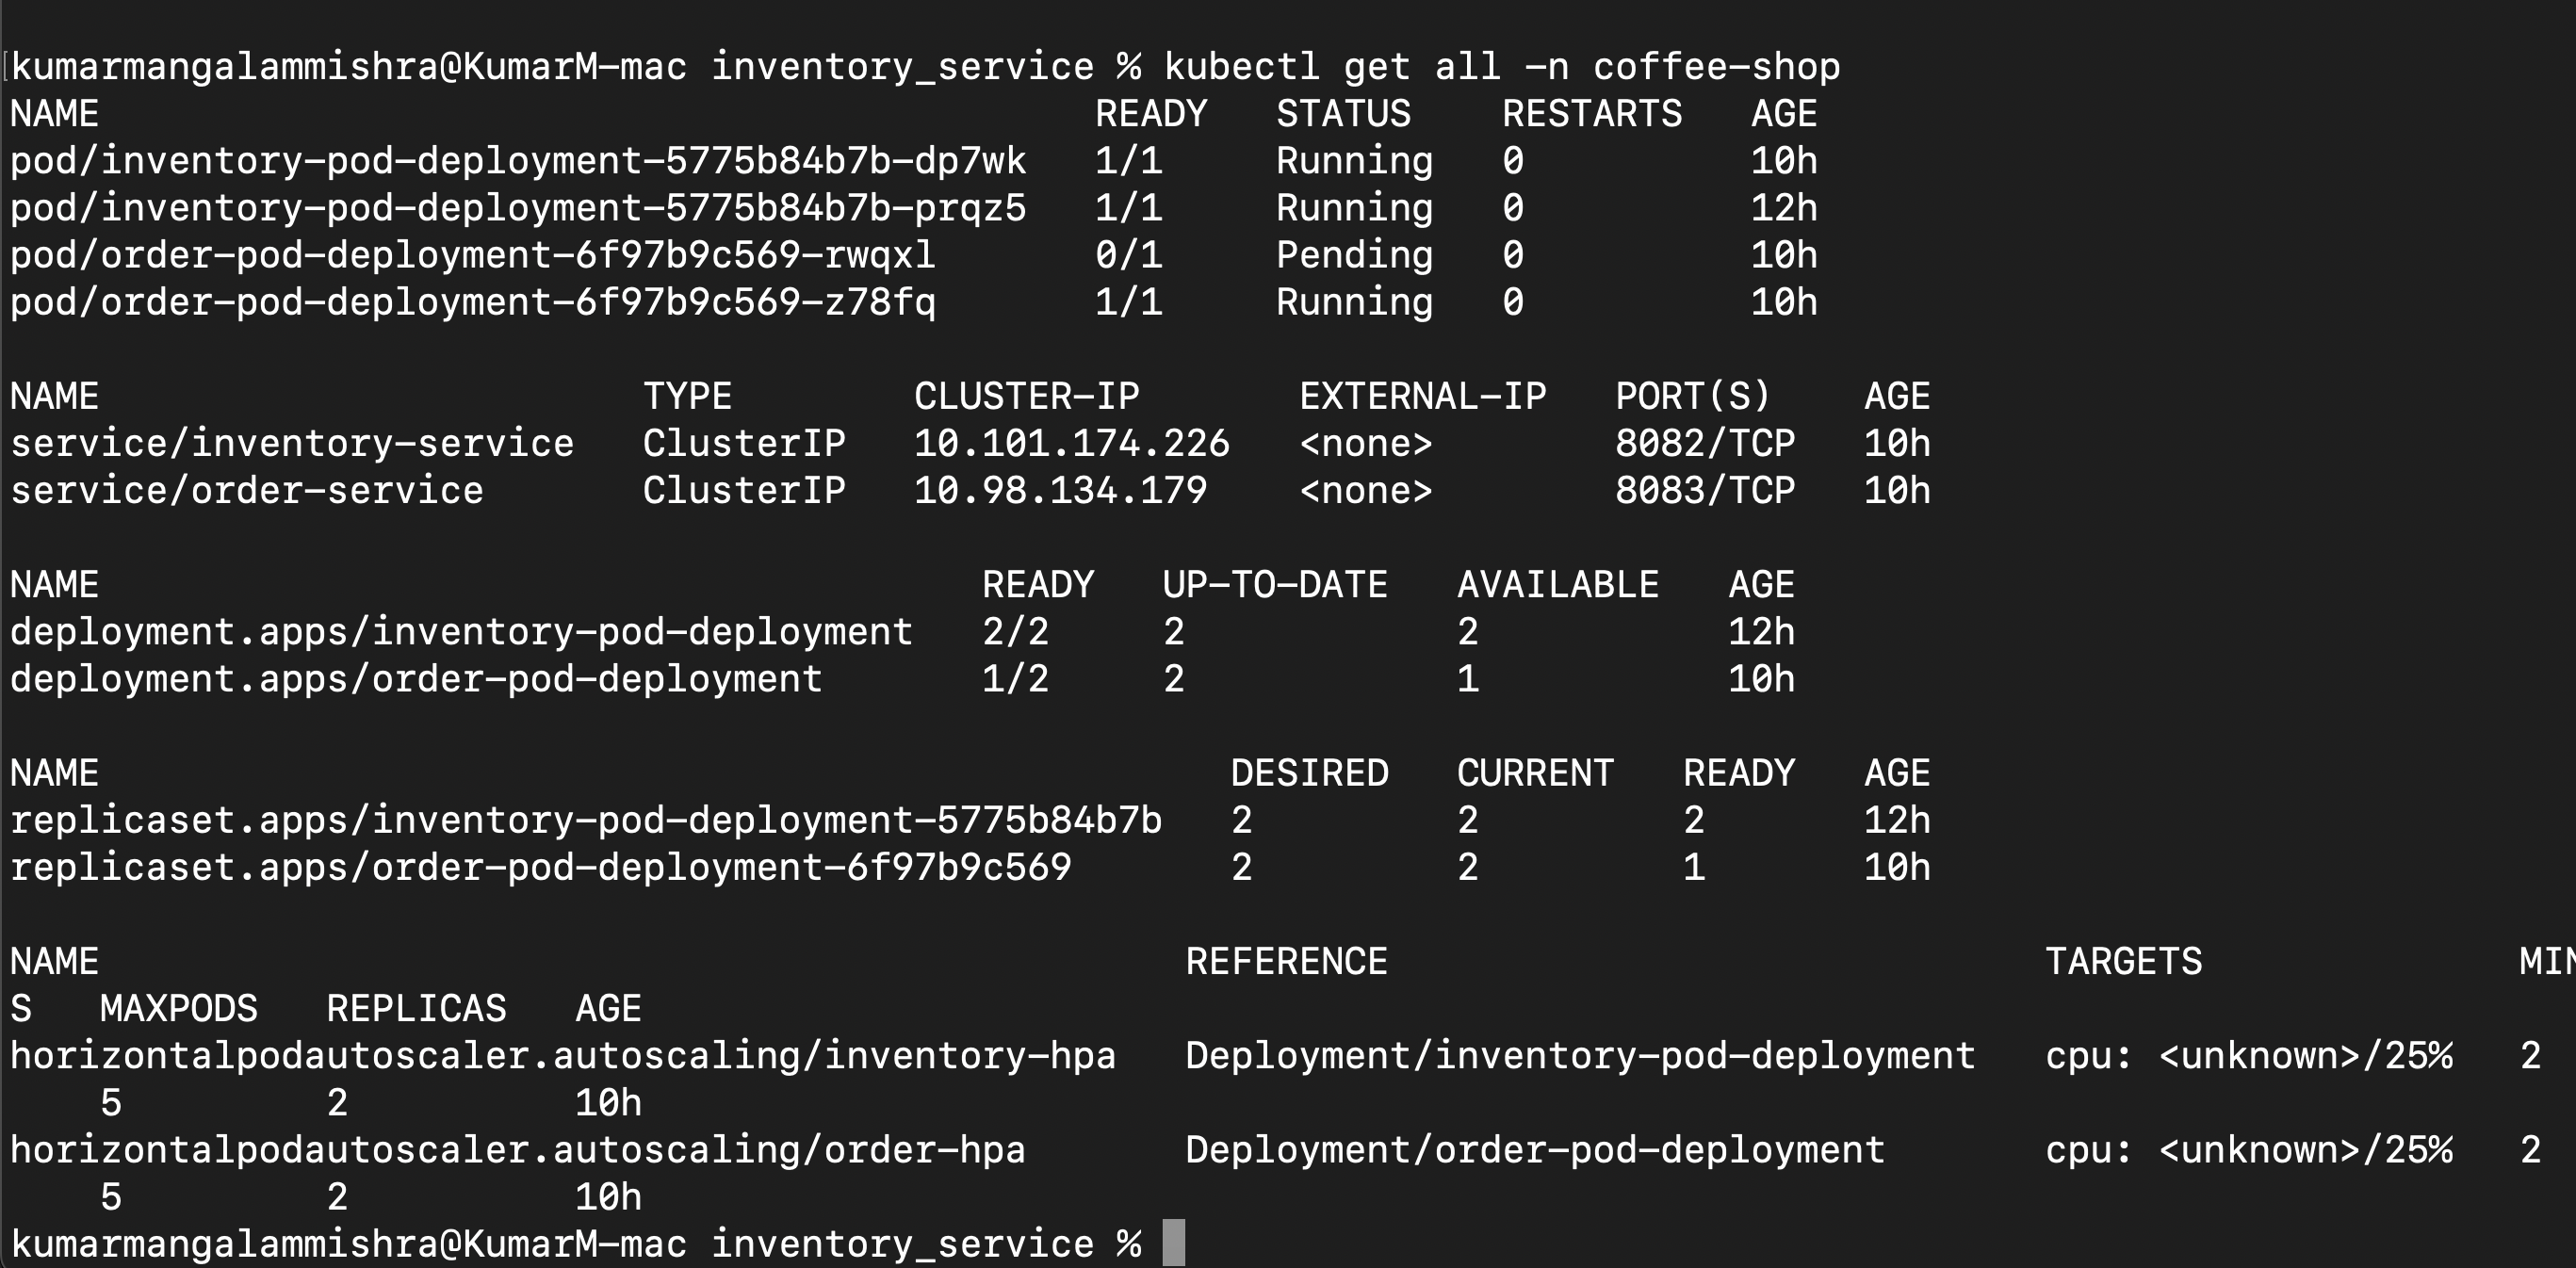 kumarmangalammishra@KumarM-mac inventory_service % kubectl get all -n coffee-shop
NAME READY STATUS RESTARTS AGE
pod/inventory-pod-deployment-5775b84b7b-dp7wk 1/1 Running 0 10h
pod/inventory-pod-deployment-5775b84b7b-prqz5 1/1 Running 0 12h
pod/order-pod-deployment-6f97b9c569-rwqxl 0/1 Pending 0 10h
pod/order-pod-deployment-6f97b9c569-z78fq 1/1 Running 0 10h
NAME TYPE CLUSTER-IP EXTERNAL-IP PORT(S) AGE
service/inventory-service ClusterIP 10.101.174.226 <none> 8082/TCP 10h
service/order-service ClusterIP 10.98.134.179 <none> 8083/TCP 10h
NAME READY UP-TO-DATE AVAILABLE AGE
deployment.apps/inventory-pod-deployment 2/2 2 2 12h
deployment.apps/order-pod-deployment 1/2 2 1 10h
NAME DESIRED CURRENT READY AGE
replicaset.apps/inventory-pod-deployment-5775b84b7b 2 2 2 12h
replicaset.apps/order-pod-deployment-6f97b9c569 2 2 1 10h
NAME REFERENCE TARGETS MIN
S MAXPODS REPLICAS AGE
horizontalpodautoscaler.autoscaling/inventory-hpa Deployment/inventory-pod-deployment cpu: <unknown>/25% 2
5 2 10h
horizontalpodautoscaler.autoscaling/order-hpa Deployment/order-pod-deployment cpu: <unknown>/25% 2
5 2 10h
kumarmangalammishra@KumarM-mac inventory_service %